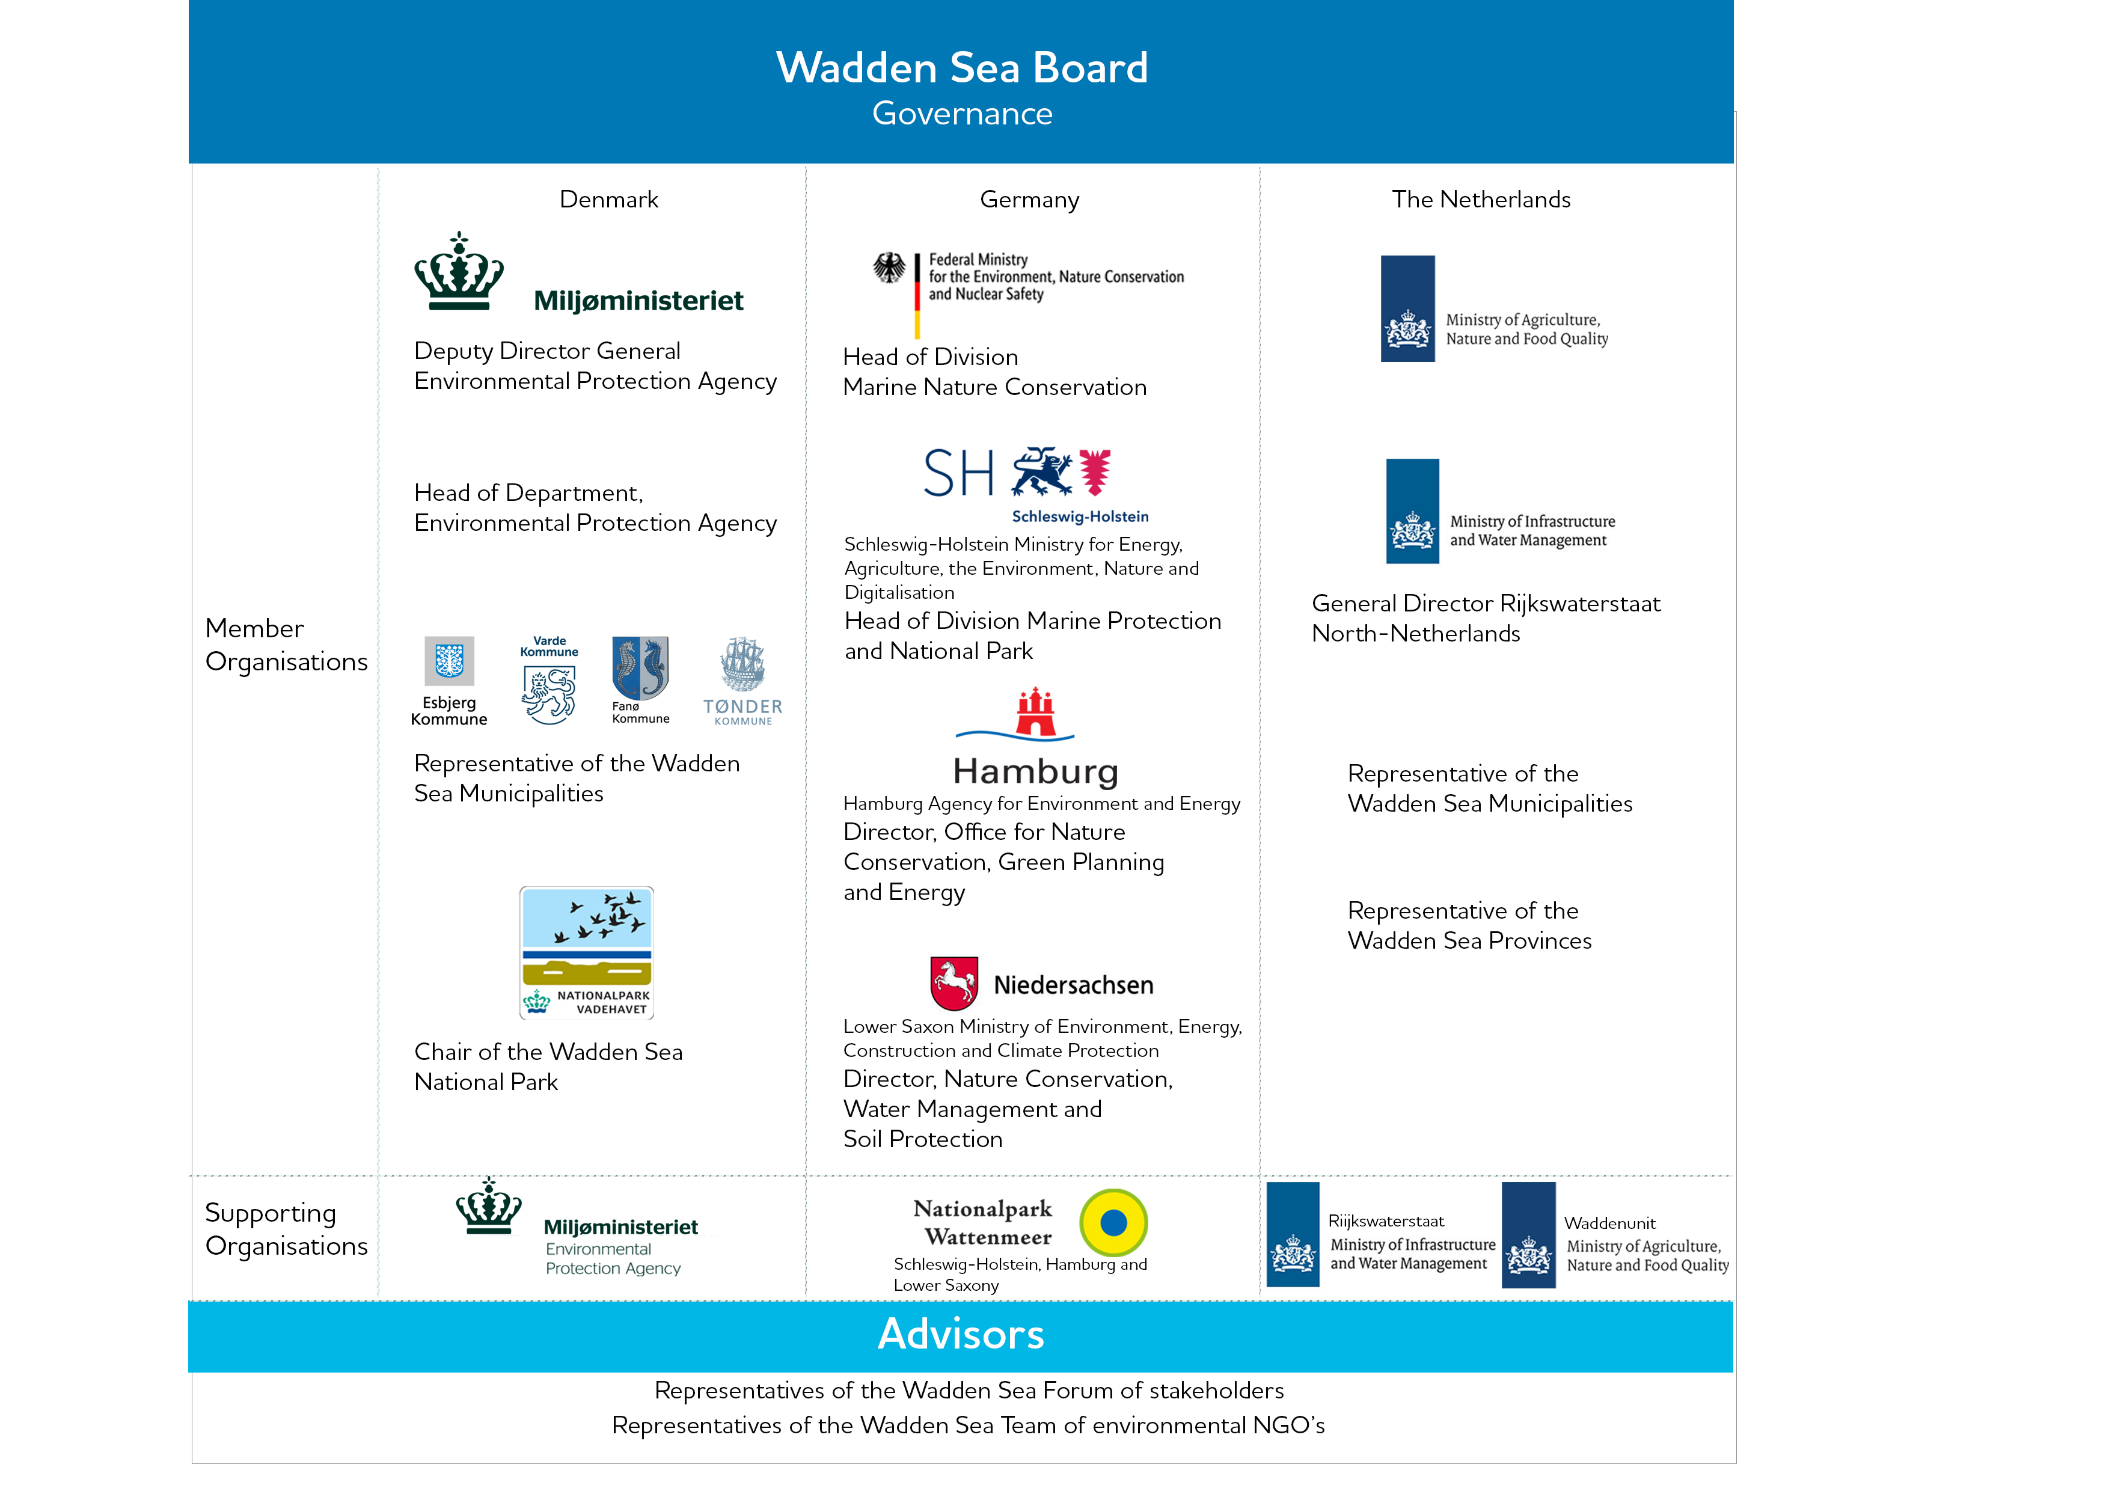 Wadden Sea Board
Governance
Member
Organisations
Denmark
Miljøministeriet
Deputy Director General
Environmental Protection Agency
Head of Department,
Environmental Protection Agency
Esbjerg
Kommune
Varde
Kommune
Fanø
Kommune
TØNDER
KOMMUNE
Representative of the Wadden
Sea Municipalities
NATIONALPARK
VADEHAVET
Chair of the Wadden Sea
National Park
Germany
Federal Ministry
for the Environment, Nature Conservation
and Nuclear Safety
Head of Division
Marine Nature Conservation
SH
Schleswig-Holstein
Schleswig-Holstein Ministry for Energy,
Agriculture, the Environment, Nature and
Digitalisation
Head of Division Marine Protection
and National Park
Hamburg
Hamburg Agency for Environment and Energy
Director, Office for Nature
Conservation, Green Planning
and Energy
Niedersachsen
Lower Saxon Ministry of Environment, Energy,
Construction and Climate Protection
Director, Nature Conservation,
Water Management and
Soil Protection
The Netherlands
Ministry of Agriculture,
Nature and Food Quality
Ministry of Infrastructure
and Water Management
General Director Rijkswaterstaat
North-Netherlands
Representative of the
Wadden Sea Municipalities
Representative of the
Wadden Sea Provinces
Supporting
Organisations
Miljøministeriet
Environmental
Protection Agency
Nationalpark
Wattenmeer
Schleswig-Holstein, Hamburg and
Lower Saxony
Riijkswaterstaat
Ministry of Infrastructure
and Water Management
Waddenunit
Ministry of Agriculture,
Nature and Food Quality
Advisors
Representatives of the Wadden Sea Forum of stakeholders
Representatives of the Wadden Sea Team of environmental NGO's